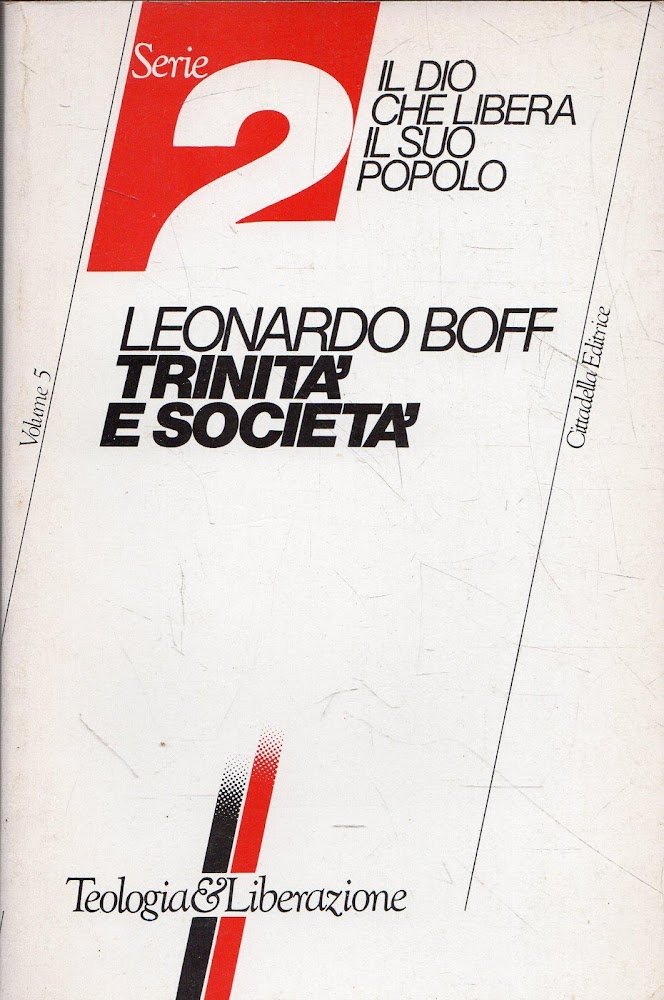 Serie
2
IL DIO
CHE LIBERA
IL SUO
POPOLO
LEONARDO BOFF
TRINITA'
E SOCIETA'
Volume 5
Cittadella Editrice
Teologia&Liberazione